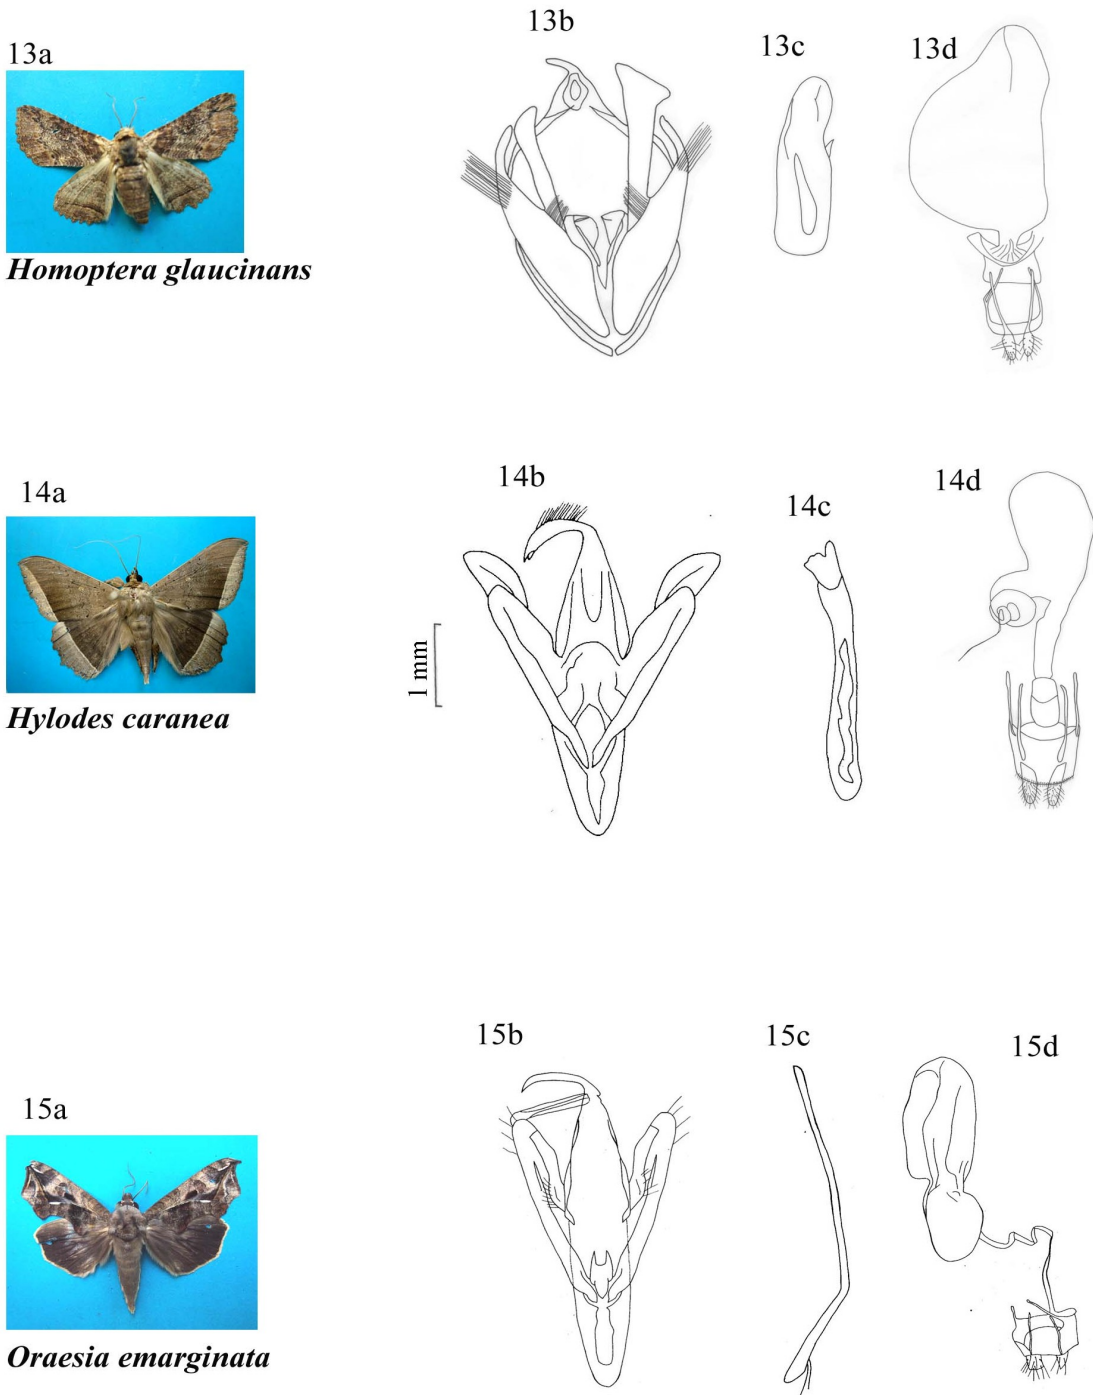 13a
13b
13c
13d
Homoptera glaucinans
14a
14b
14c
14d
1 mm
Hylodes caranea
15a
15b
15c
15d
Oraesia emarginata